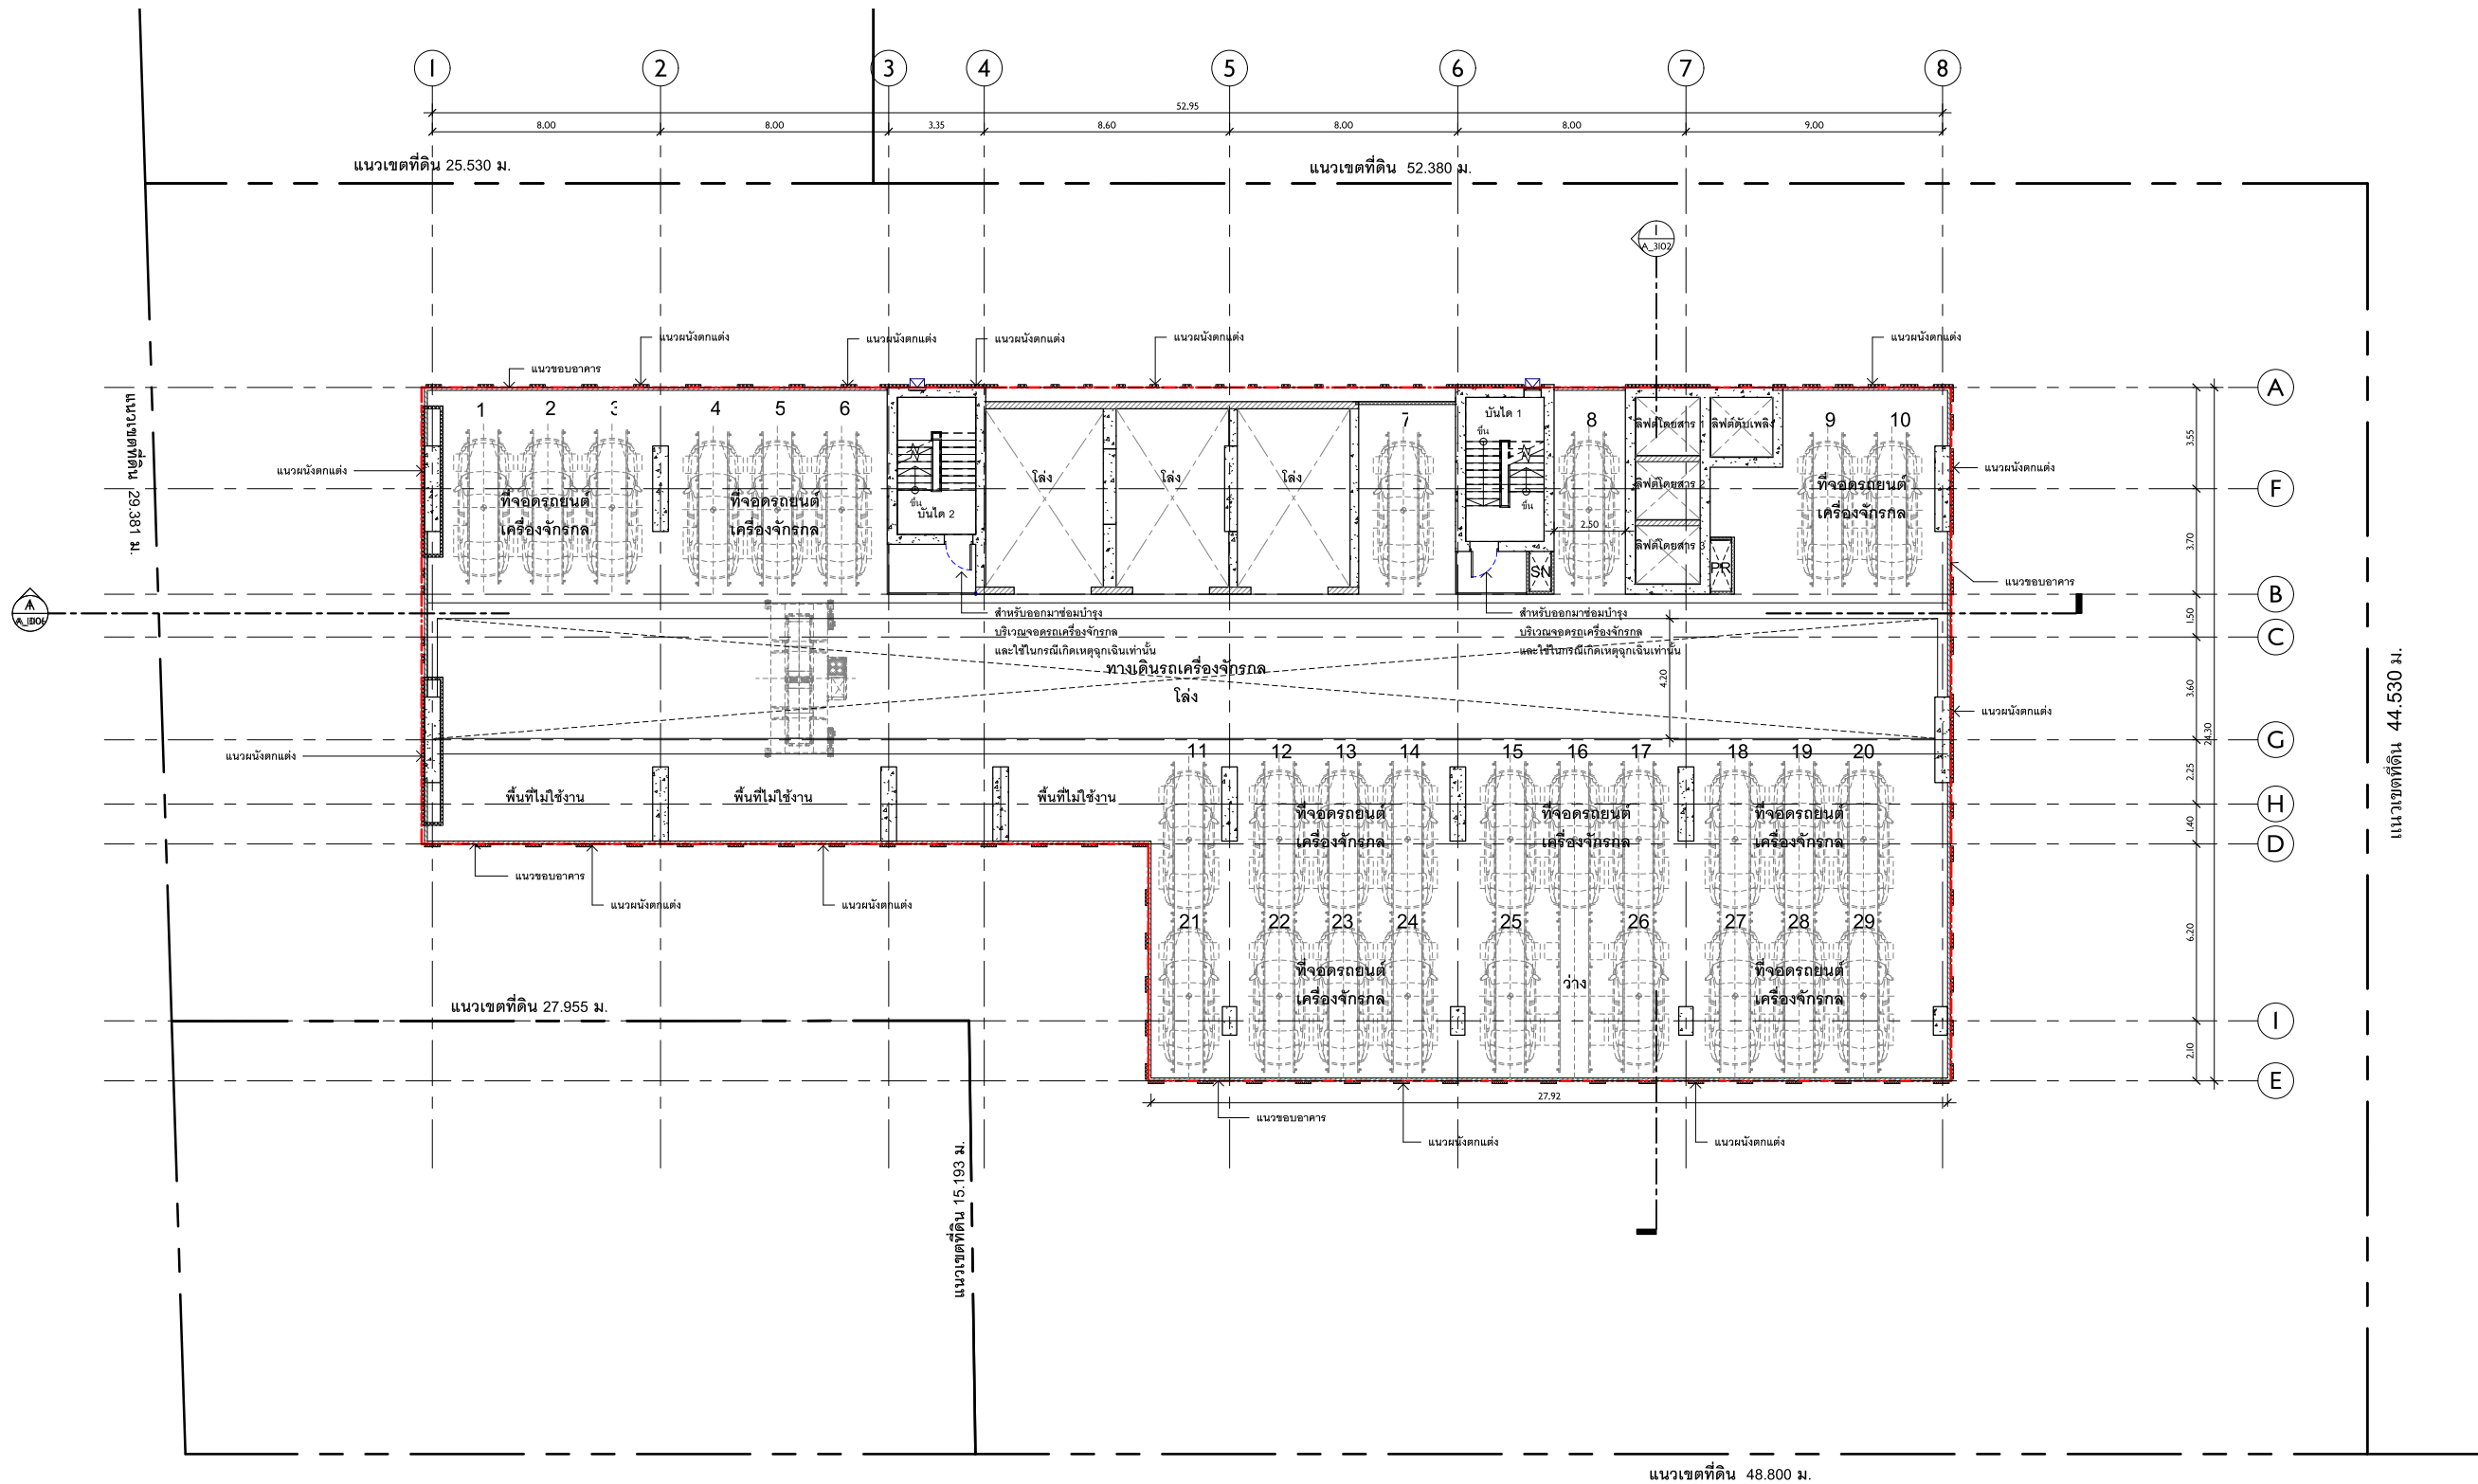 1 2 3 4 5 6 7 8
52.95
8.00 8.00 3.35 8.60 8.00 8.00 9.00
แนวเขตที่ดิน 25.530 ม.
แนวเขตที่ดิน 52.380 ม.
1
A_3102
แนวผนังตกแต่ง
แนวผนังตกแต่ง
แนวผนังตกแต่ง
แนวผนังตกแต่ง
แนวผนังตกแต่ง
แนวขอบอาคาร
A
F
B
C
G
H
D
I
E
3.55
3.70
1.50
3.60
2.25
1.40
6.20
2.10
24.30
แนวเขตที่ดิน 29.381 ม.
แนวเขตที่ดิน 44.530 ม.
1 2 3 4 5 6 7 8 9 10
บันได 1
ขึ้น
ขึ้น
บันได 2
ขึ้น
ลิฟต์โดยสาร 1
ลิฟต์ดับเพลิง
ลิฟต์โดยสาร 2
ลิฟต์โดยสาร 3
โล่ง โล่ง โล่ง
แนวผนังตกแต่ง
แนวผนังตกแต่ง
ที่จอดรถยนต์
เครื่องจักรกล
ที่จอดรถยนต์
เครื่องจักรกล
ที่จอดรถยนต์
เครื่องจักรกล
2.50
SN
PR
แนวขอบอาคาร
A
สำหรับออกมาซ่อมบำรุง
บริเวณจอดรถเครื่องจักรกล
และใช้ในกรณีเกิดเหตุฉุกเฉินเท่านั้น
สำหรับออกมาซ่อมบำรุง
บริเวณจอดรถเครื่องจักรกล
และใช้ในกรณีเกิดเหตุฉุกเฉินเท่านั้น
ทางเดินรถเครื่องจักรกล
โล่ง
4.20
แนวผนังตกแต่ง
แนวผนังตกแต่ง
11 12 13 14 15 16 17 18 19 20
พื้นที่ไม่ใช้งาน
พื้นที่ไม่ใช้งาน
พื้นที่ไม่ใช้งาน
ที่จอดรถยนต์
เครื่องจักรกล
ที่จอดรถยนต์
เครื่องจักรกล
ที่จอดรถยนต์
เครื่องจักรกล
แนวขอบอาคาร
แนวผนังตกแต่ง
แนวผนังตกแต่ง
21 22 23 24 25 26 27 28 29
ที่จอดรถยนต์
เครื่องจักรกล
ว่าง
ที่จอดรถยนต์
เครื่องจักรกล
แนวเขตที่ดิน 27.955 ม.
27.92
แนวขอบอาคาร
แนวผนังตกแต่ง
แนวผนังตกแต่ง
แนวเขตที่ดิน 15.193 ม.
แนวเขตที่ดิน 48.800 ม.